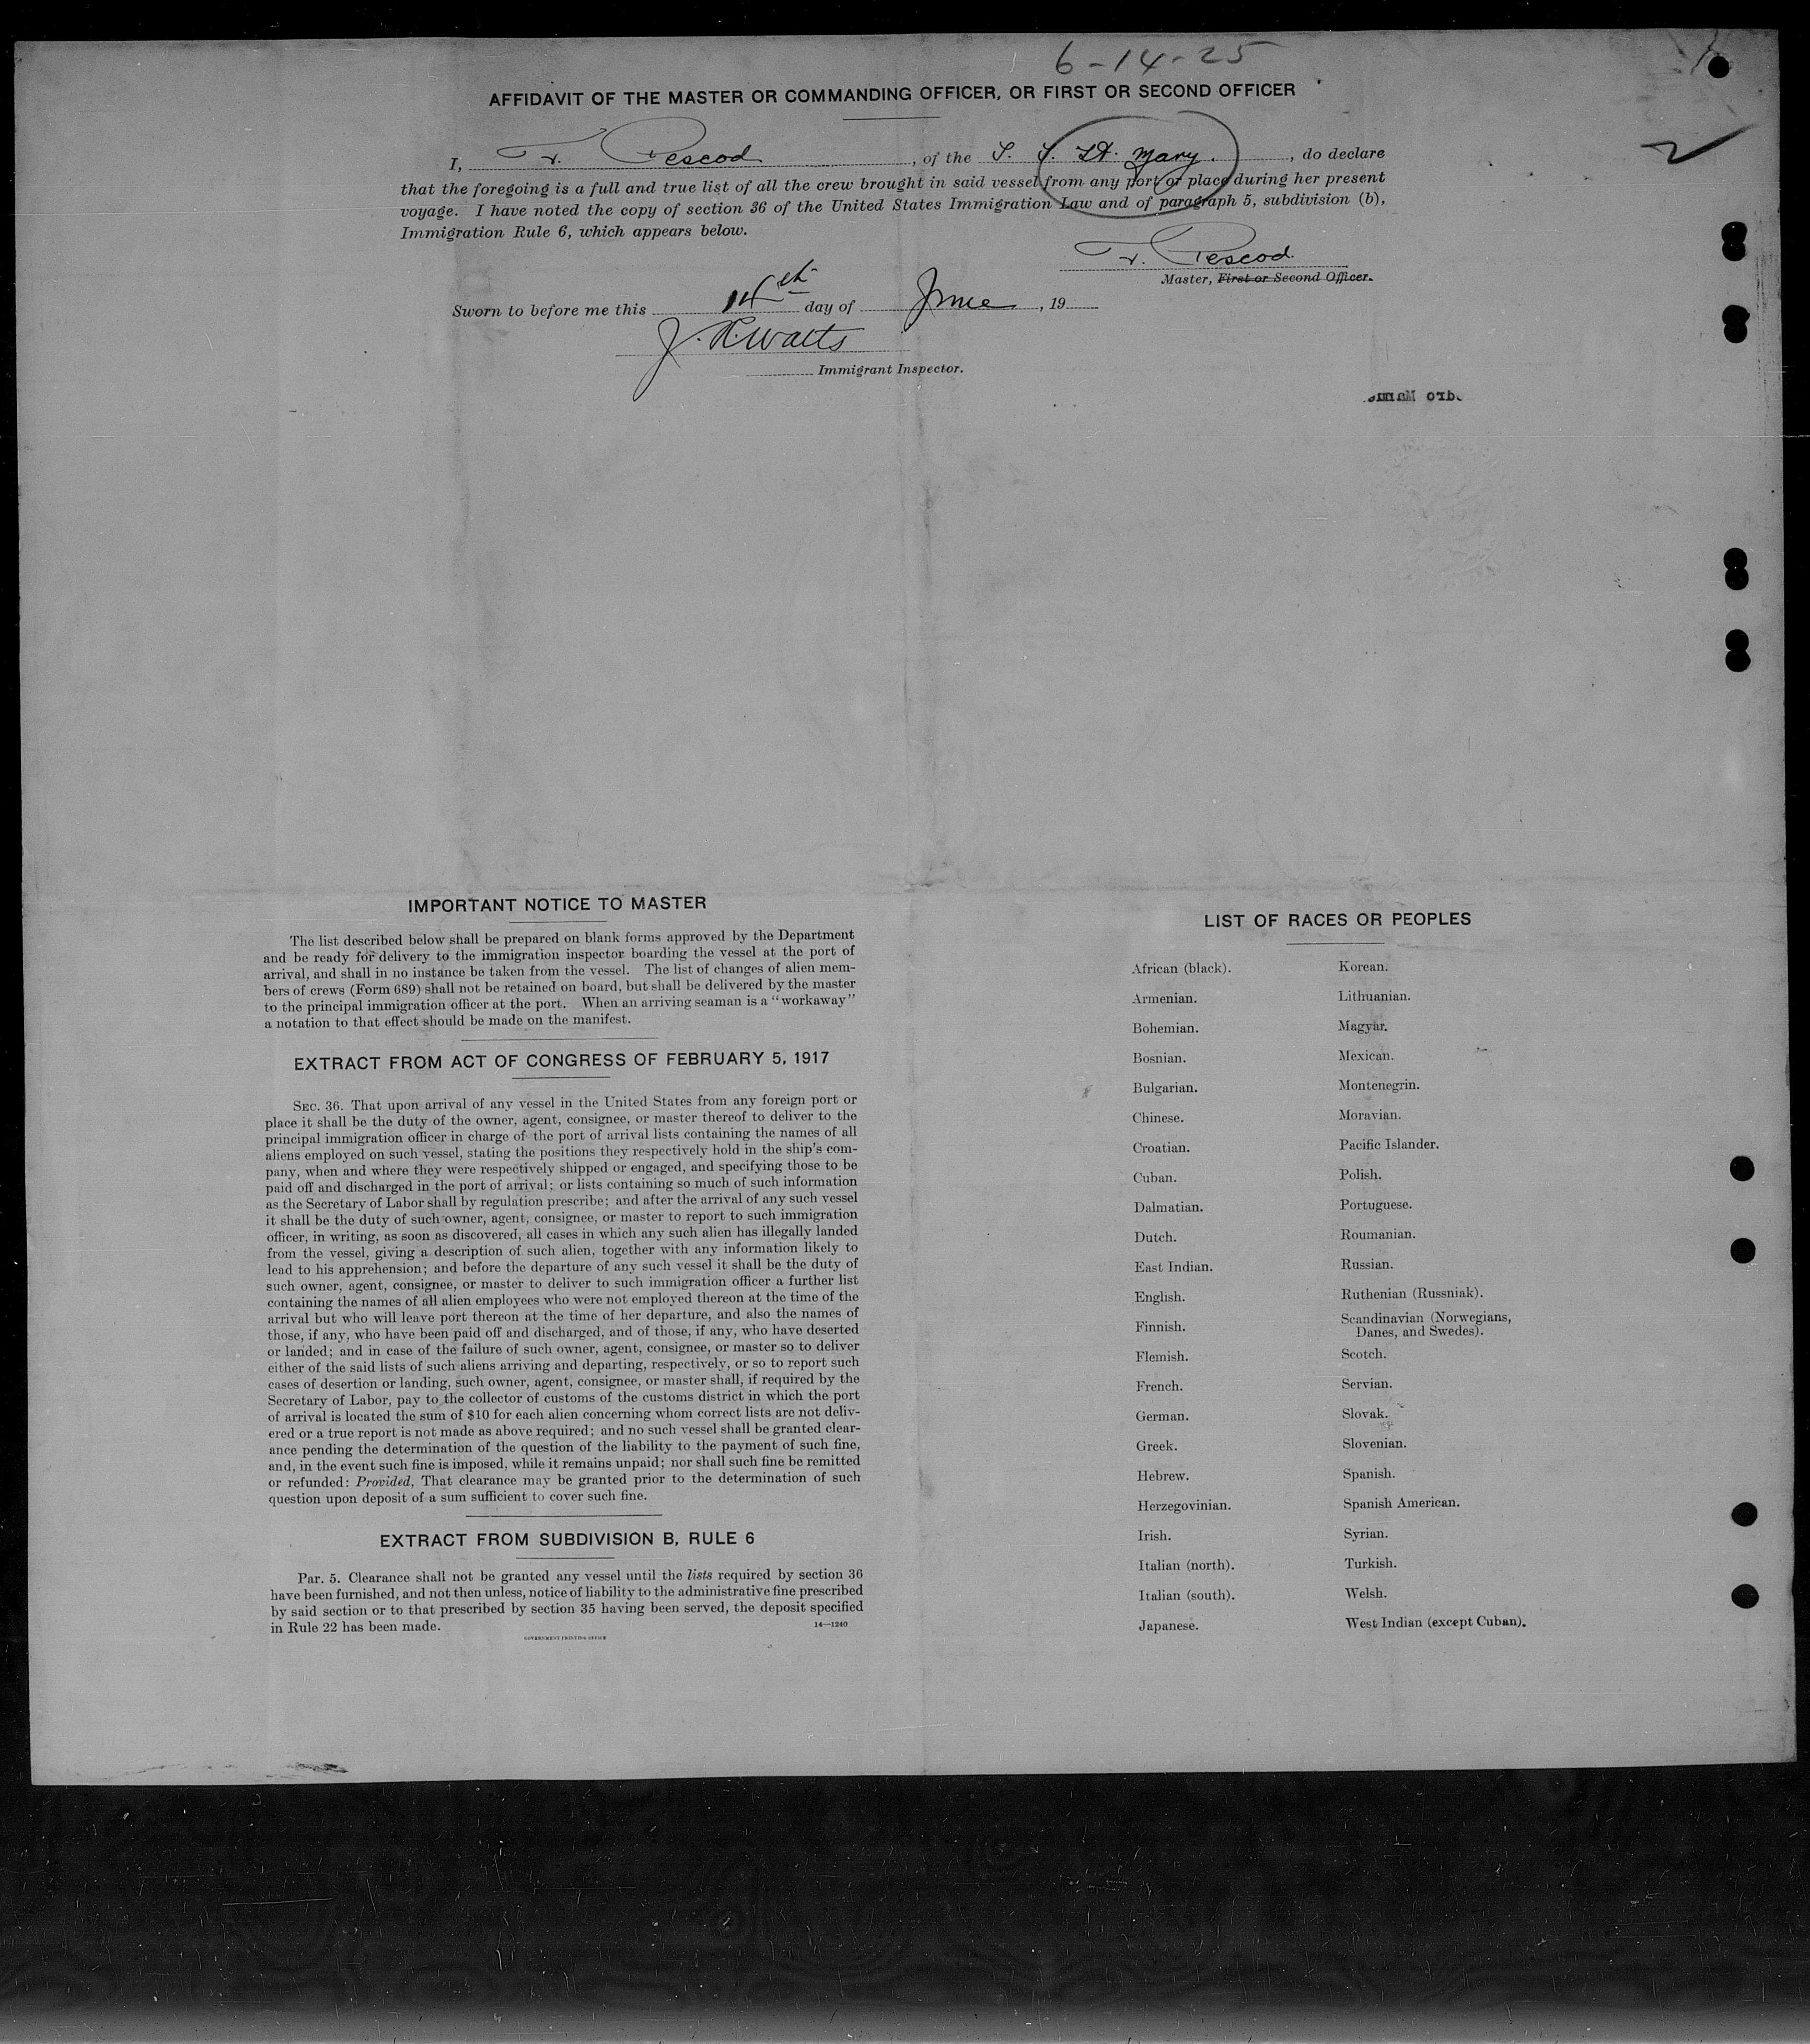 6-14-25
AFFIDAVIT OF THE MASTER OR COMMANDING OFFICER, OR FIRST OR SECOND OFFICER
I, F. Pescod, of the S. S. St. Mary., do declare
that the foregoing is a full and true list of all the crew brought in said vessel from any port or place during her present
voyage. I have noted the copy of section 36 of the United States Immigration Law and of paragraph 5, subdivision (b),
Immigration Rule 6, which appears below.
F. Pescod.
Master, First or Second Officer.
Sworn to before me this 14th day of June, 19
J. R. Watts
Immigrant Inspector.
IMPORTANT NOTICE TO MASTER
The list described below shall be prepared on blank forms approved by the Department
and be ready for delivery to the immigration inspector boarding the vessel at the port of
arrival, and shall in no instance be taken from the vessel. The list of changes of alien mem-
bers of crews (Form 689) shall not be retained on board, but shall be delivered by the master
to the principal immigration officer at the port. When an arriving seaman is a "workaway"
a notation to that effect should be made on the manifest.
EXTRACT FROM ACT OF CONGRESS OF FEBRUARY 5, 1917
SEC. 36. That upon arrival of any vessel in the United States from any foreign port or
place it shall be the duty of the owner, agent, consignee, or master thereof to deliver to the
principal immigration officer in charge of the port of arrival lists containing the names of all
aliens employed on such vessel, stating the positions they respectively hold in the ship's com-
pany, when and where they were respectively shipped or engaged, and specifying those to be
paid off and discharged in the port of arrival; or lists containing so much of such information
as the Secretary of Labor shall by regulation prescribe; and after the arrival of any such vessel
it shall be the duty of such owner, agent, consignee, or master to report to such immigration
officer, in writing, as soon as discovered, all cases in which any such alien has illegally landed
from the vessel, giving a description of such alien, together with any information likely to
lead to his apprehension; and before the departure of any such vessel it shall be the duty of
such owner, agent, consignee, or master to deliver to such immigration officer a further list
containing the names of all alien employees who were not employed thereon at the time of the
arrival but who will leave port thereon at the time of her departure, and also the names of
those, if any, who have been paid off and discharged, and of those, if any, who have deserted
or landed; and in case of the failure of such owner, agent, consignee, or master so to deliver
either of the said lists of such aliens arriving and departing, respectively, or so to report such
cases of desertion or landing, such owner, agent, consignee, or master shall, if required by the
Secretary of Labor, pay to the collector of customs of the customs district in which the port
of arrival is located the sum of $10 for each alien concerning whom correct lists are not deliv-
ered or a true report is not made as above required; and no such vessel shall be granted clear-
ance pending the determination of the question of the liability to the payment of such fine,
and, in the event such fine is imposed, while it remains unpaid; nor shall such fine be remitted
or refunded: Provided, That clearance may be granted prior to the determination of such
question upon deposit of a sum sufficient to cover such fine.
EXTRACT FROM SUBDIVISION B, RULE 6
Par. 5. Clearance shall not be granted any vessel until the lists required by section 36
have been furnished, and not then unless, notice of liability to the administrative fine prescribed
by said section or to that prescribed by section 35 having been served, the deposit specified
in Rule 22 has been made. 14—1240
GOVERNMENT PRINTING OFFICE
LIST OF RACES OR PEOPLES
African (black).
Armenian.
Bohemian.
Bosnian.
Bulgarian.
Chinese.
Croatian.
Cuban.
Dalmatian.
Dutch.
East Indian.
English.
Finnish.
Flemish.
French.
German.
Greek.
Hebrew.
Herzegovinian.
Irish.
Italian (north).
Italian (south).
Japanese.
Korean.
Lithuanian.
Magyar.
Mexican.
Montenegrin.
Moravian.
Pacific Islander.
Polish.
Portuguese.
Roumanian.
Russian.
Ruthenian (Russniak).
Scandinavian (Norwegians,
Danes, and Swedes).
Scotch.
Servian.
Slovak.
Slovenian.
Spanish.
Spanish American.
Syrian.
Turkish.
Welsh.
West Indian (except Cuban).